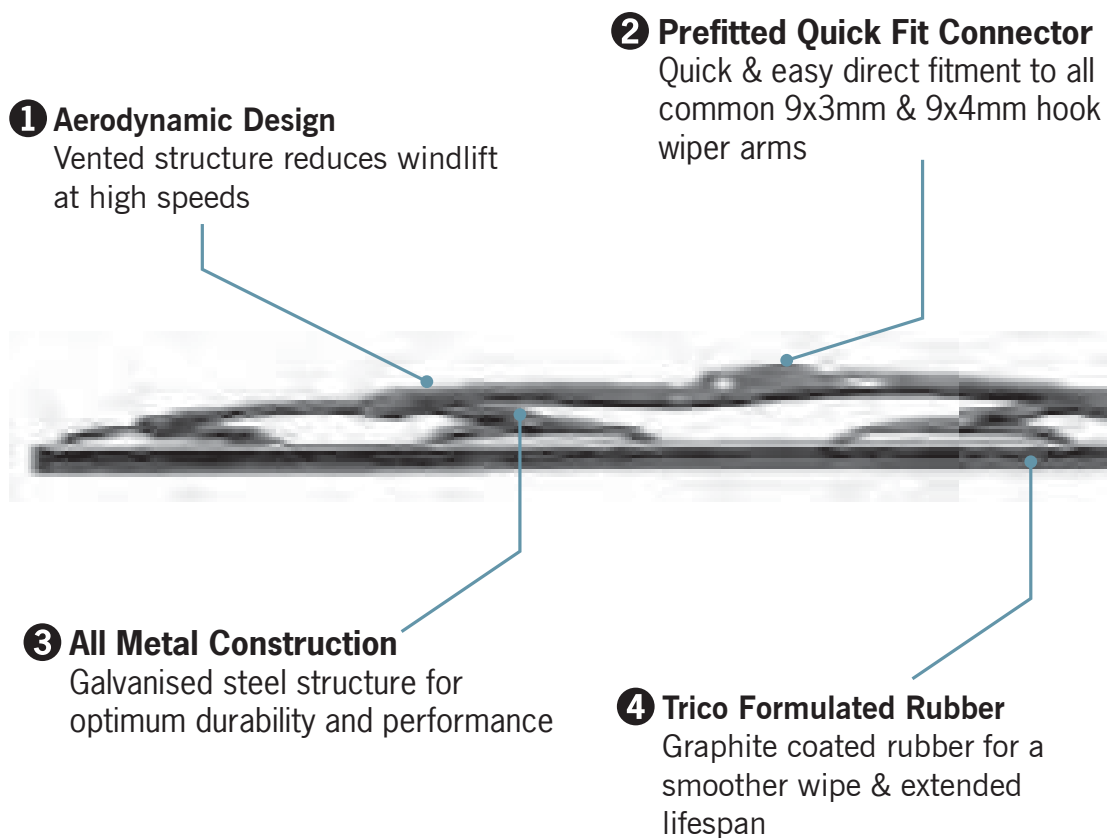 ❶ Aerodynamic Design
Vented structure reduces windlift
at high speeds
❷ Prefitted Quick Fit Connector
Quick & easy direct fitment to all
common 9x3mm & 9x4mm hook
wiper arms
❸ All Metal Construction
Galvanised steel structure for
optimum durability and performance
❹ Trico Formulated Rubber
Graphite coated rubber for a
smoother wipe & extended
lifespan